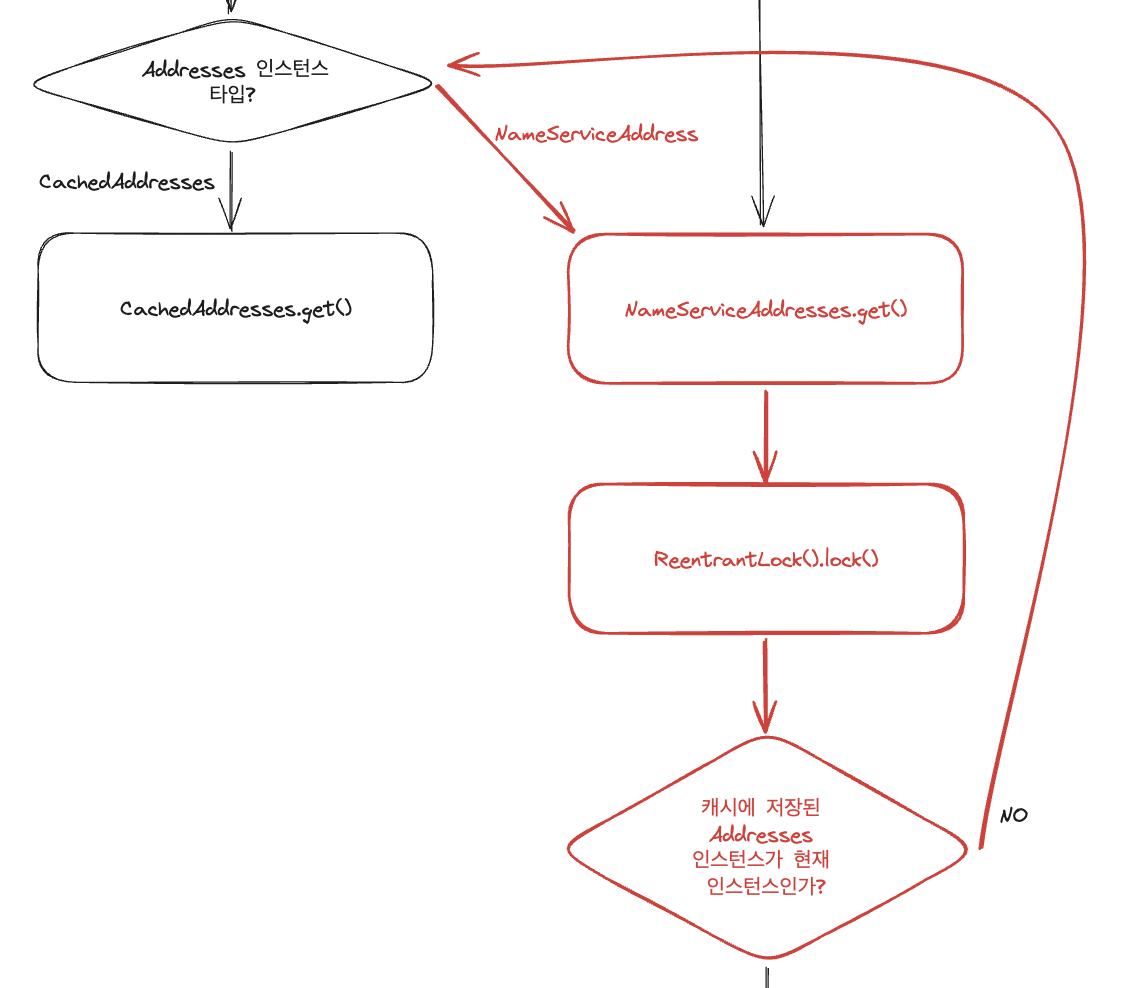 Addresses 인스턴스
타입?
NameServiceAddress
CachedAddresses
CachedAddresses.get()
NameServiceAddresses.get()
ReentrantLock().lock()
캐시에 저장된
Addresses
인스턴스가 현재
인스턴스인가?
NO